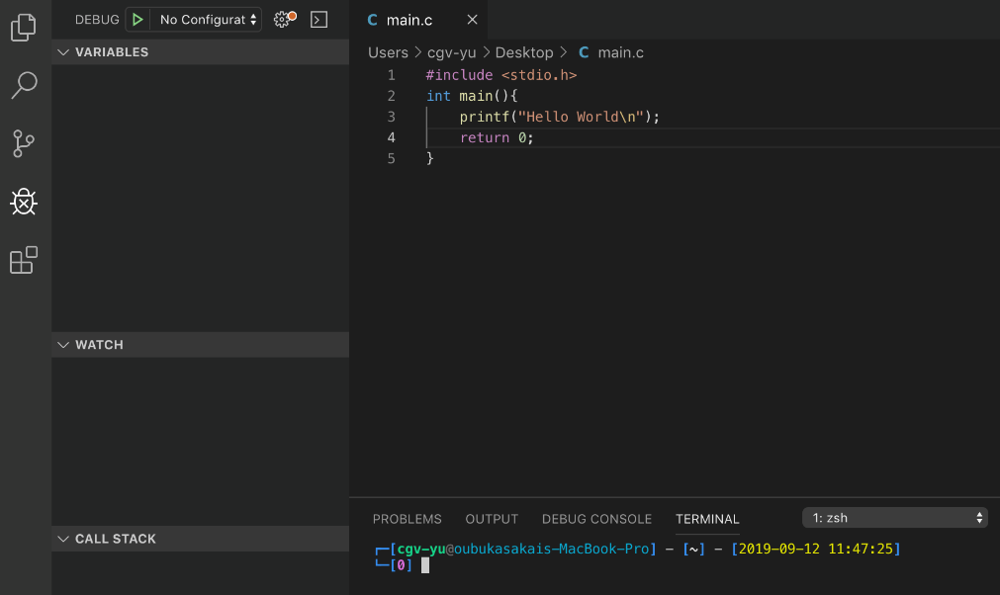 DEBUG No Configurat
VARIABLES
WATCH
CALL STACK
C main.c
Users > cgv-yu > Desktop > C main.c
1 #include <stdio.h>
2 int main(){
3     printf("Hello World\n");
4     return 0;
5 }
PROBLEMS OUTPUT DEBUG CONSOLE TERMINAL 1: zsh
┌─[cgv-yu@oubukasakais-MacBook-Pro] - [~] - [2019-09-12 11:47:25]
└─[0]